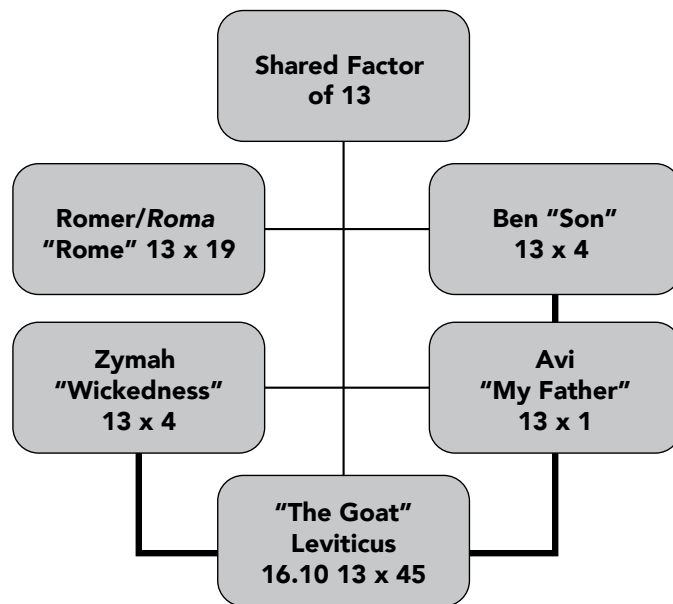 Shared Factor
of 13
Romer/Roma
“Rome” 13 x 19
Ben “Son”
13 x 4
Zymah
“Wickedness”
13 x 4
Avi
“My Father”
13 x 1
“The Goat”
Leviticus
16.10 13 x 45